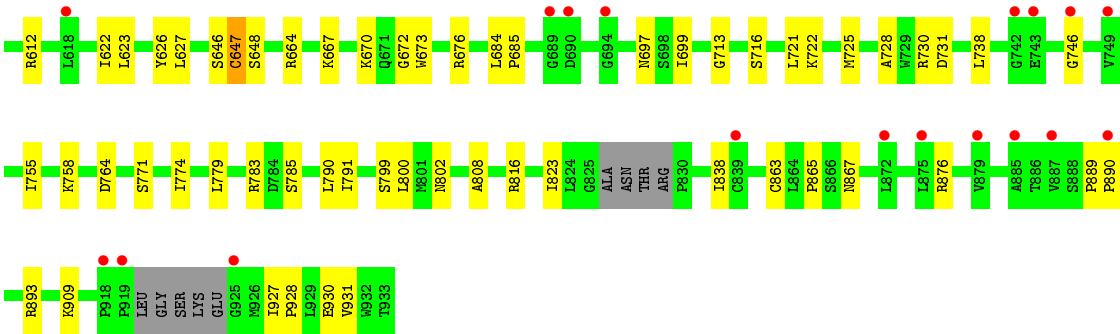 R612 L618 I622 L623 Y626 L627 S646 C647 S648 R664 K667 K670 Q671 G672 W673 R676 L684 P685 G689 D690 G694 N697 S698 I699 G713 S716 L721 K722 M725 A728 W729 R730 D731 L738 G742 E743 G746 V749
I755 K758 D764 S771 I774 L779 R783 D784 S785 L790 I791 S799 L800 M801 N802 A808 R816 I823 L824 G825 ALA ASN THR ARG P830 I838 C839 C863 L864 P865 S866 N867 L872 L875 R876 V879 A885 T886 V887 S888 P889 P890
R893 K909 P918 P919 LEU GLY SER LYS GLU G925 M926 I927 P928 L929 E930 V931 W932 T933